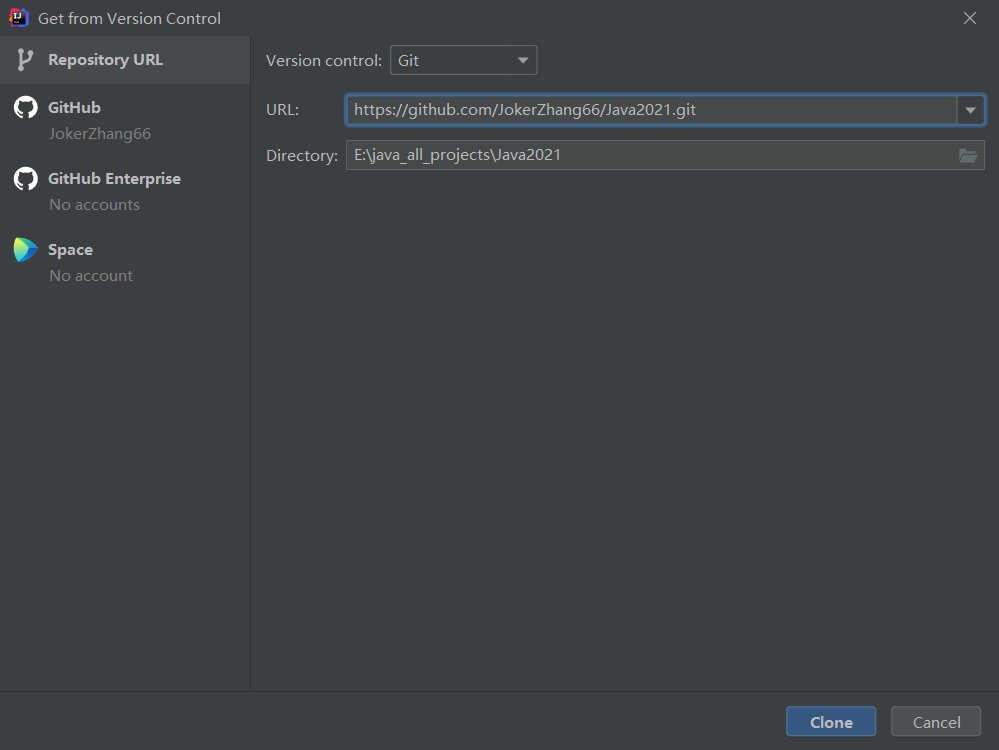 Get from Version Control
Repository URL
GitHub
JokerZhang66
GitHub Enterprise
No accounts
Space
No account
Version control: Git
URL: https://github.com/JokerZhang66/Java2021.git
Directory: E:\java_all_projects\Java2021
Clone Cancel